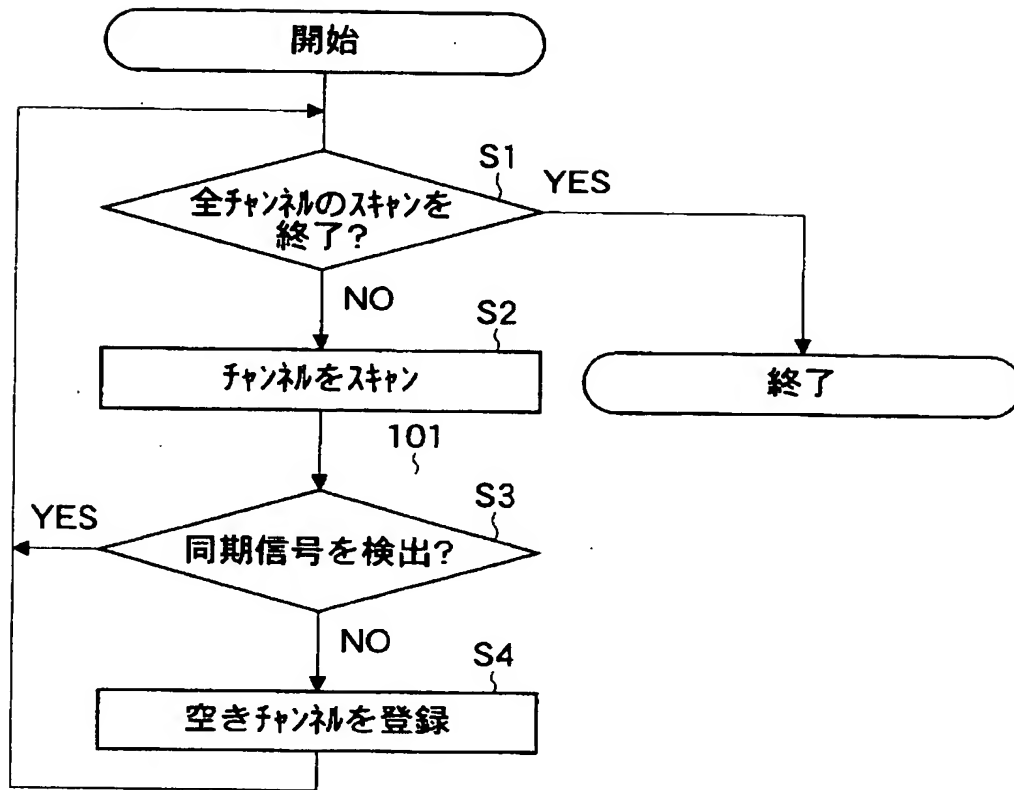 開始
S1
YES
全ﾁｬﾝﾈﾙのｽｷｬﾝを
終了?
NO
S2
ﾁｬﾝﾈﾙをｽｷｬﾝ
終了
101
S3
YES
同期信号を検出?
NO
S4
空きﾁｬﾝﾈﾙを登録